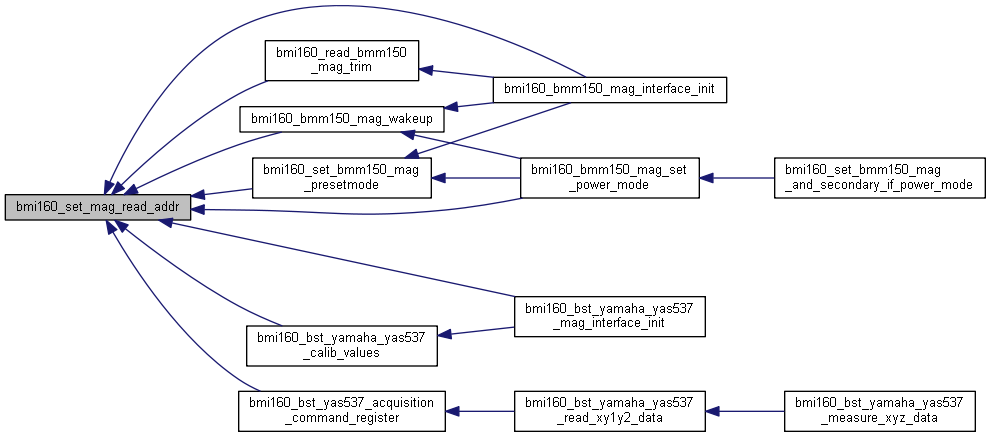 bmi160_read_bmm150
_mag_trim
bmi160_bmm150_mag_interface_init
bmi160_bmm150_mag_wakeup
bmi160_set_bmm150_mag
_presetmode
bmi160_bmm150_mag_set
_power_mode
bmi160_set_bmm150_mag
_and_secondary_if_power_mode
bmi160_set_mag_read_addr
bmi160_bst_yamaha_yas537
_mag_interface_init
bmi160_bst_yamaha_yas537
_calib_values
bmi160_bst_yas537_acquisition
_command_register
bmi160_bst_yamaha_yas537
_read_xy1y2_data
bmi160_bst_yamaha_yas537
_measure_xyz_data